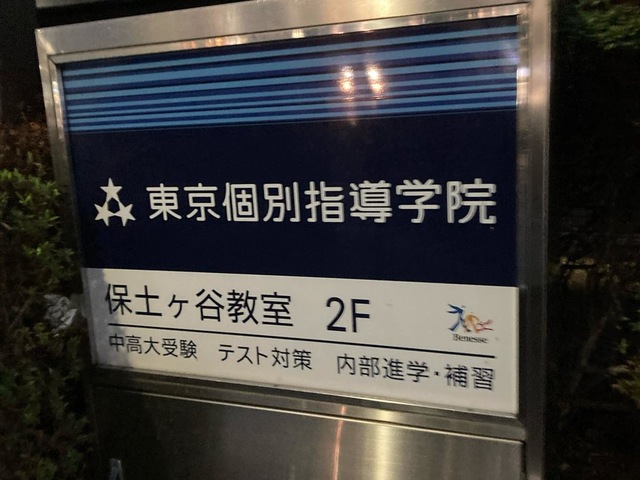 東京個別指導学院
保土ヶ谷教室 2F
Benesse
中高大受験 テスト対策 内部進学・補習